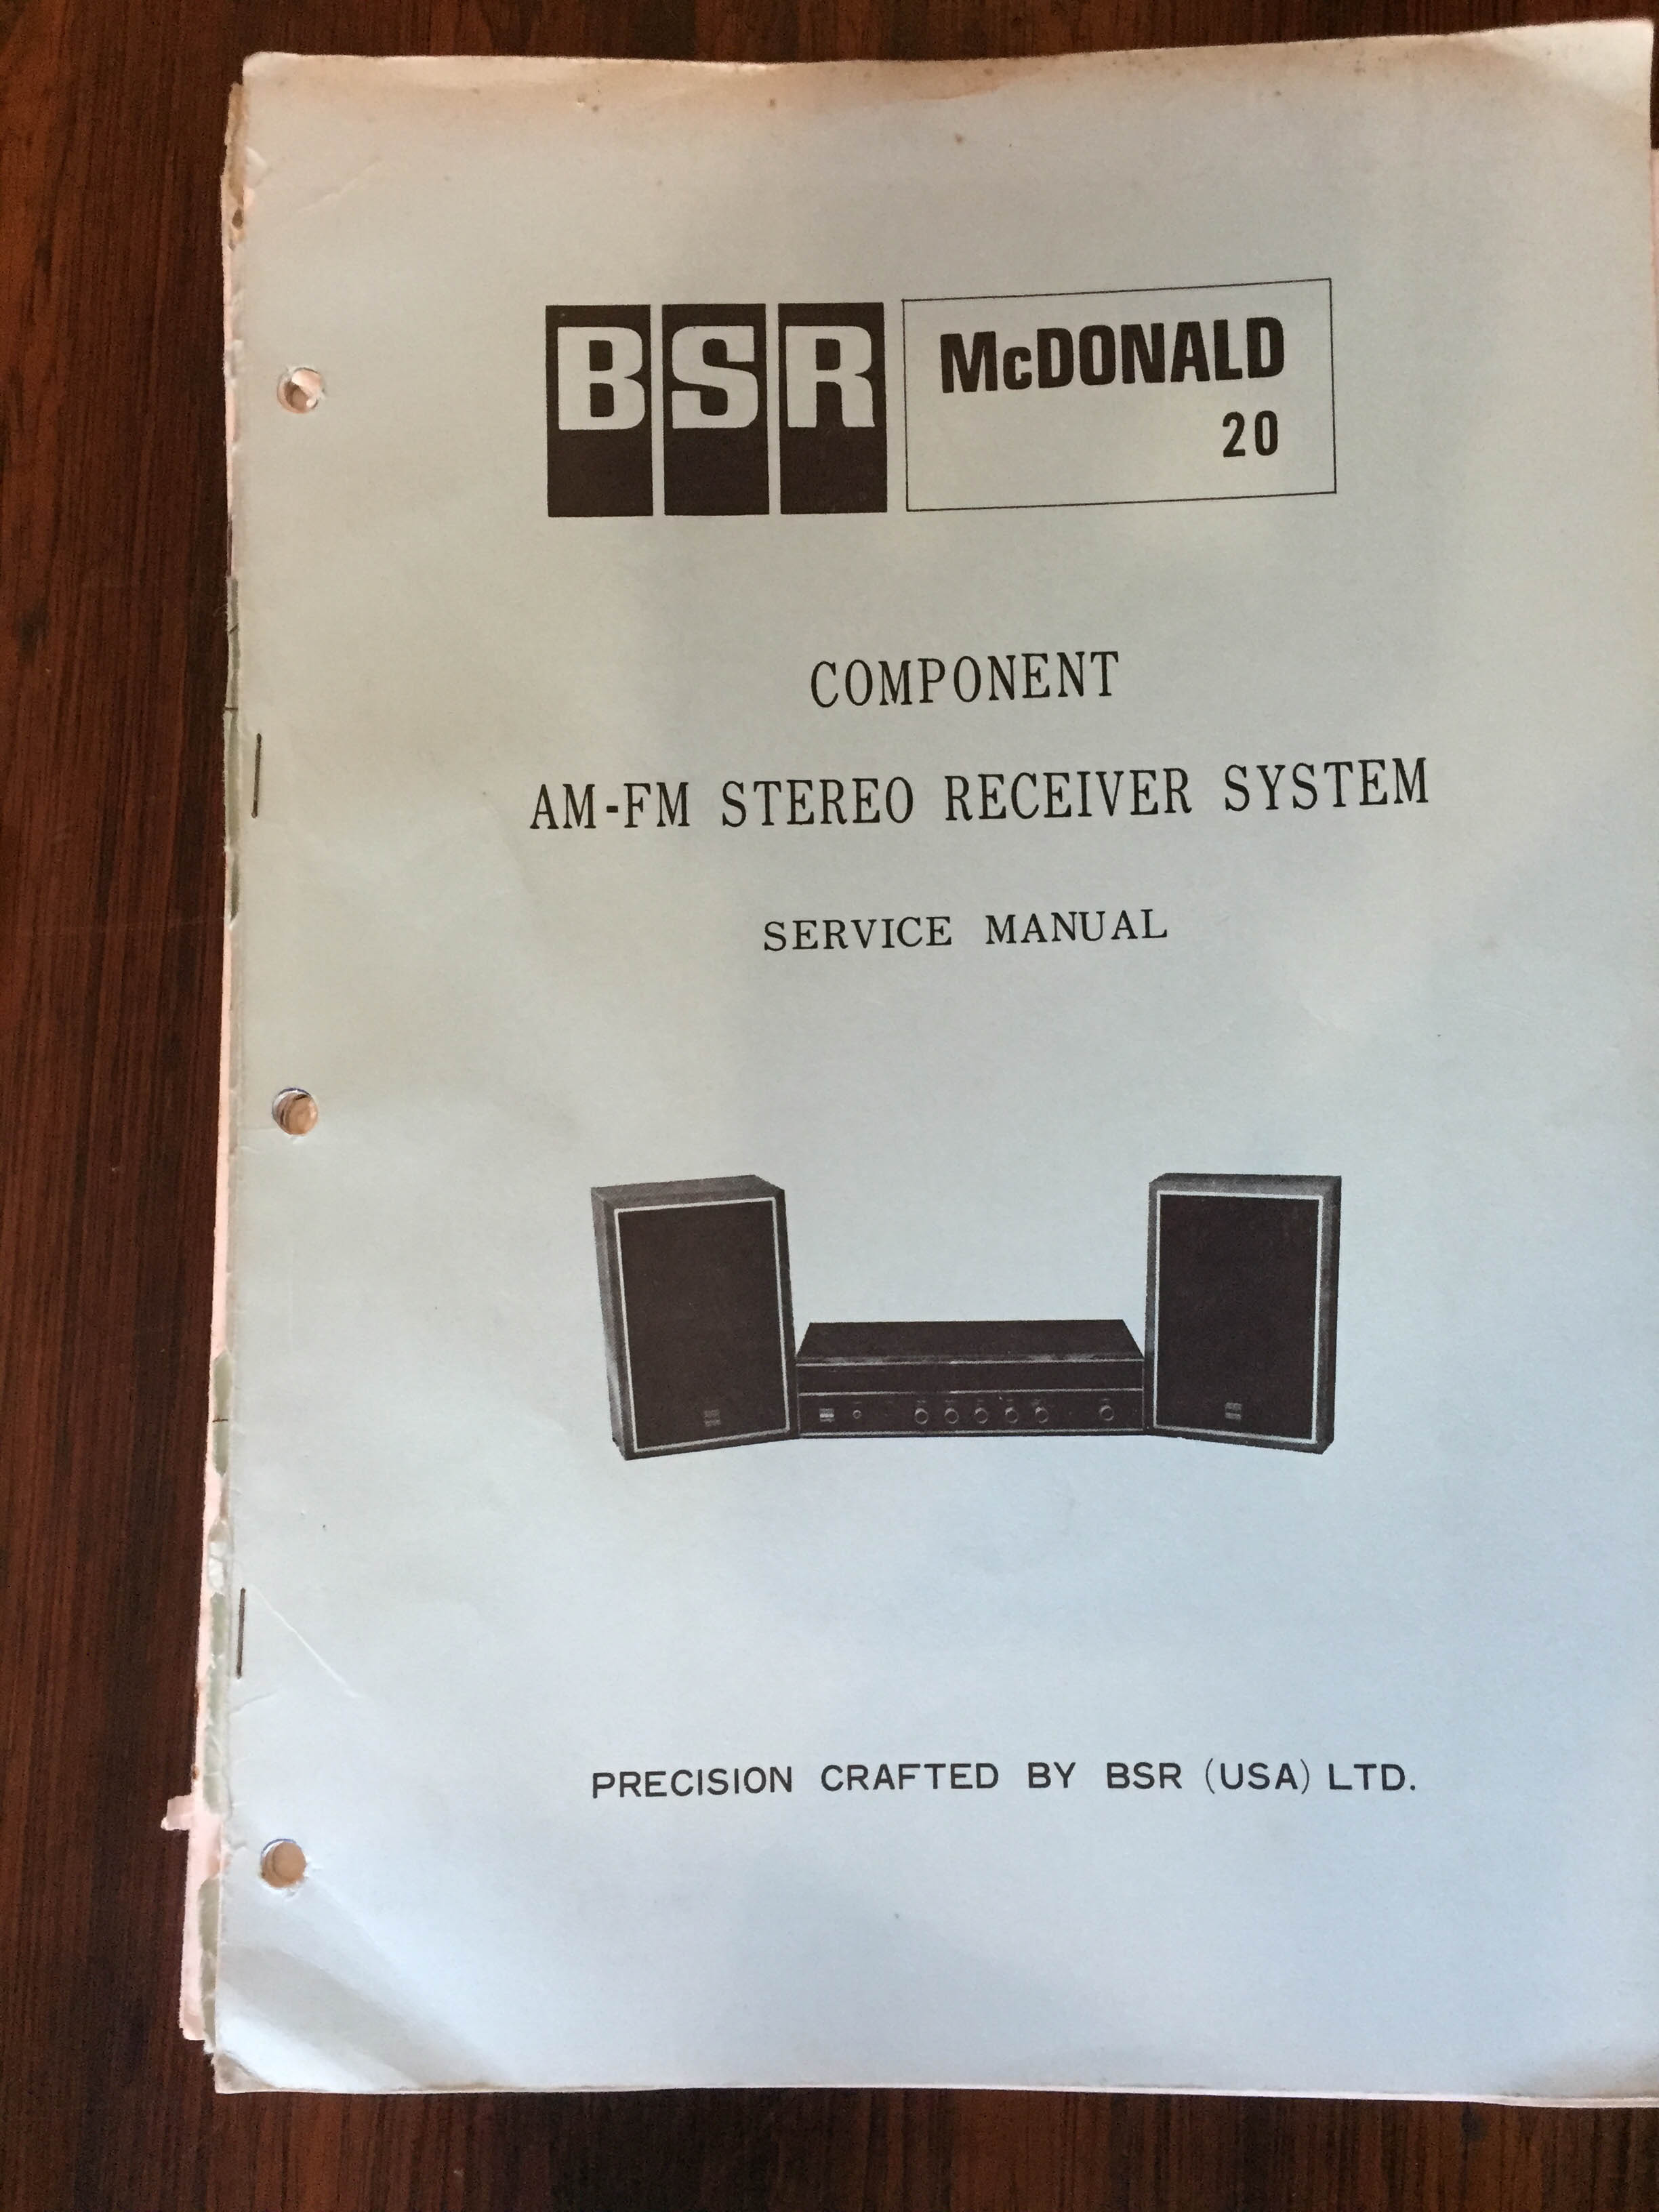 BSR McDONALD
20
COMPONENT
AM-FM STEREO RECEIVER SYSTEM
SERVICE MANUAL
PRECISION CRAFTED BY BSR (USA) LTD.